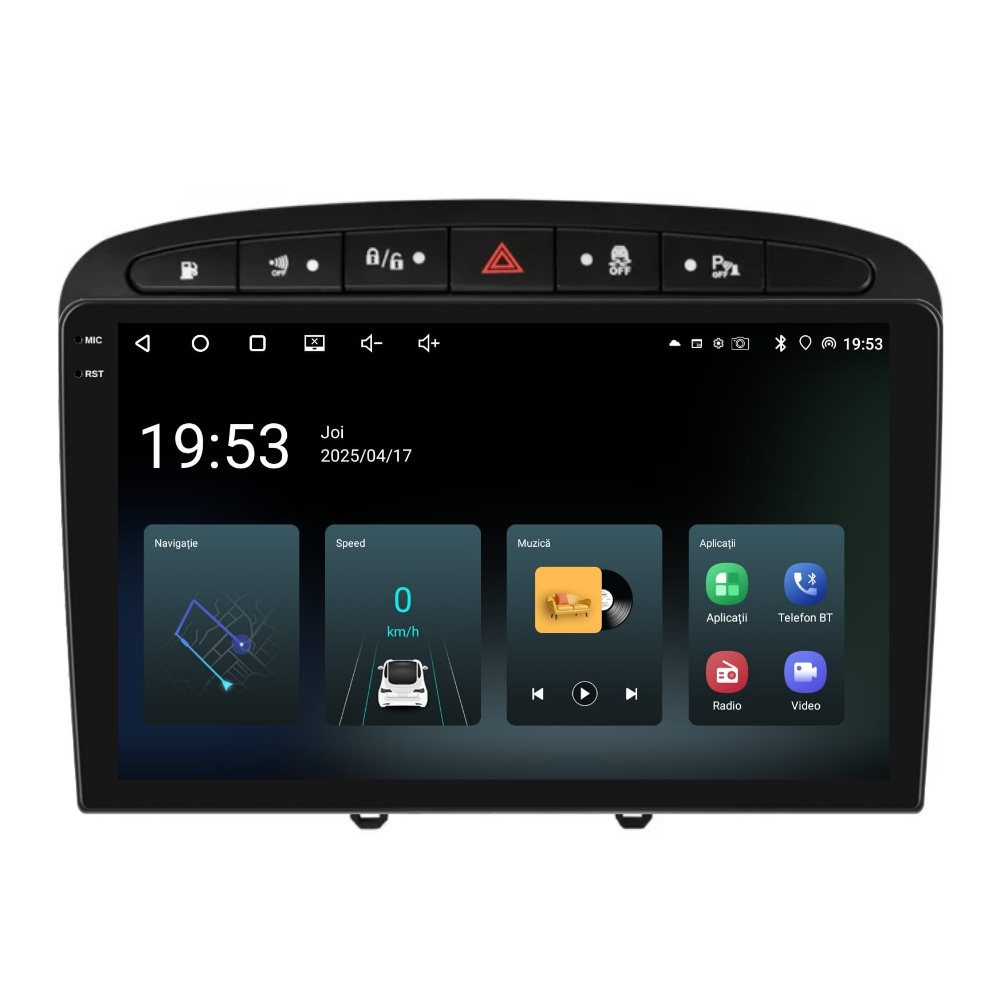 OFF
/
OFF
P
OFF
MIC
RST
19:53
19:53
Joi
2025/04/17
Navigație
Speed
Muzică
Aplicații
0
km/h
Aplicații
Telefon BT
Radio
Video